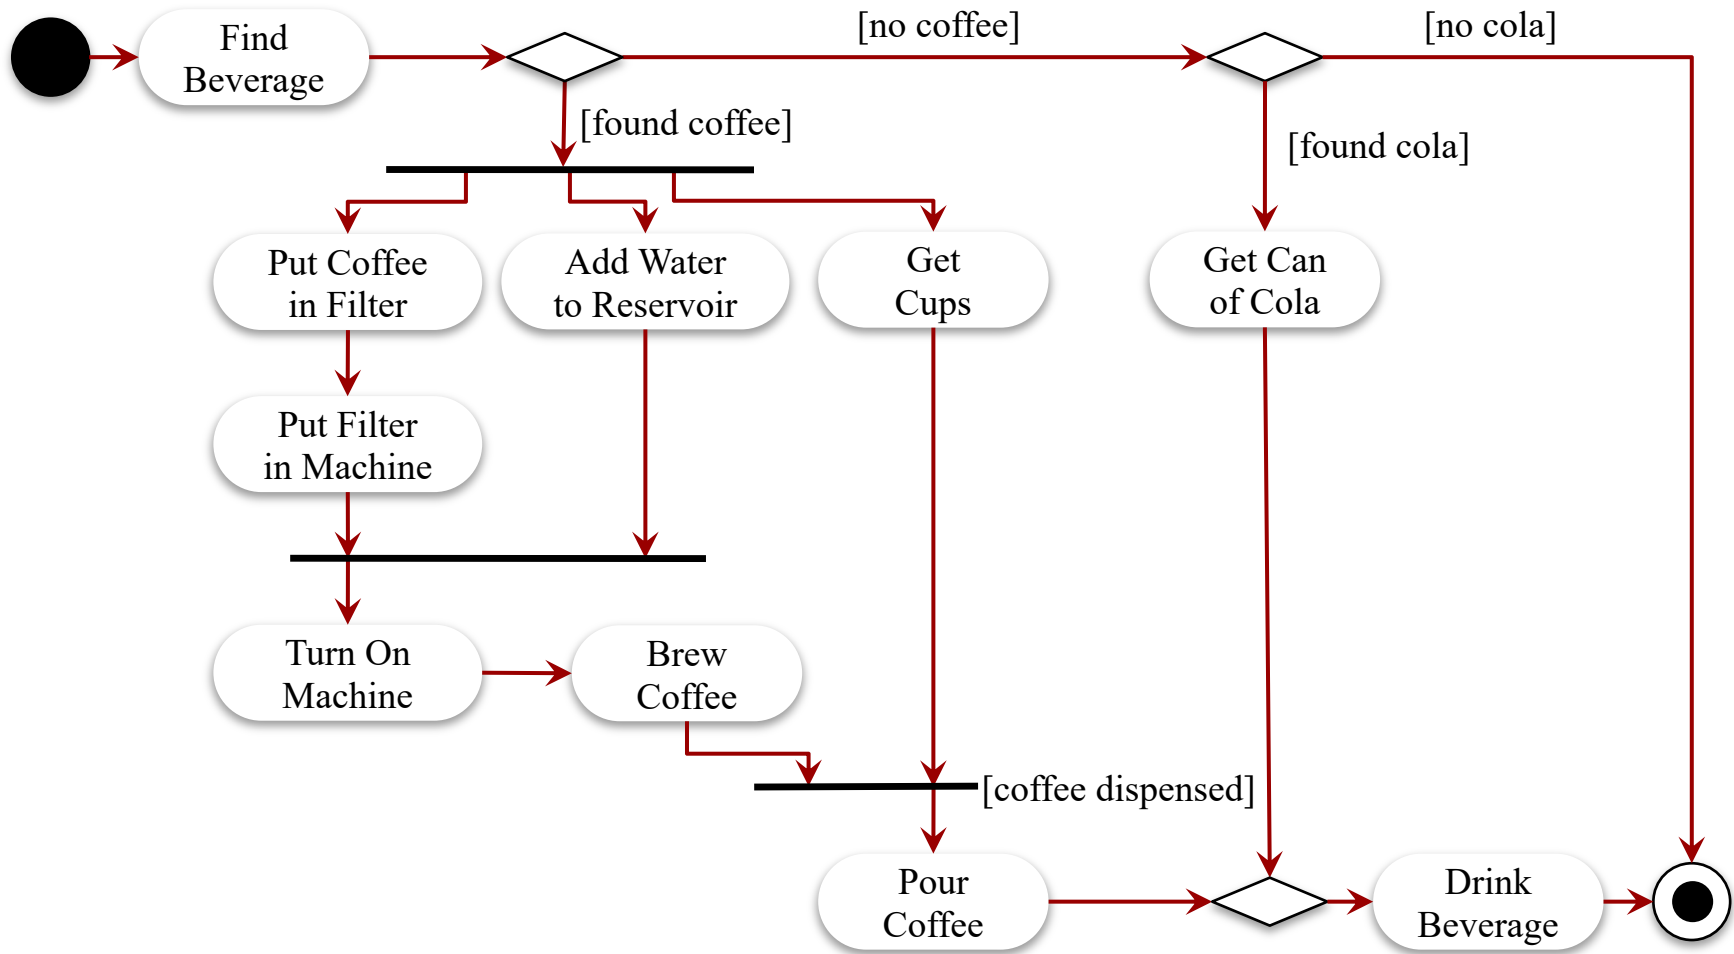 Find
Beverage
[no coffee]
[no cola]
[found coffee]
[found cola]
Put Coffee
in Filter
Add Water
to Reservoir
Get
Cups
Get Can
of Cola
Put Filter
in Machine
Turn On
Machine
Brew
Coffee
[coffee dispensed]
Pour
Coffee
Drink
Beverage